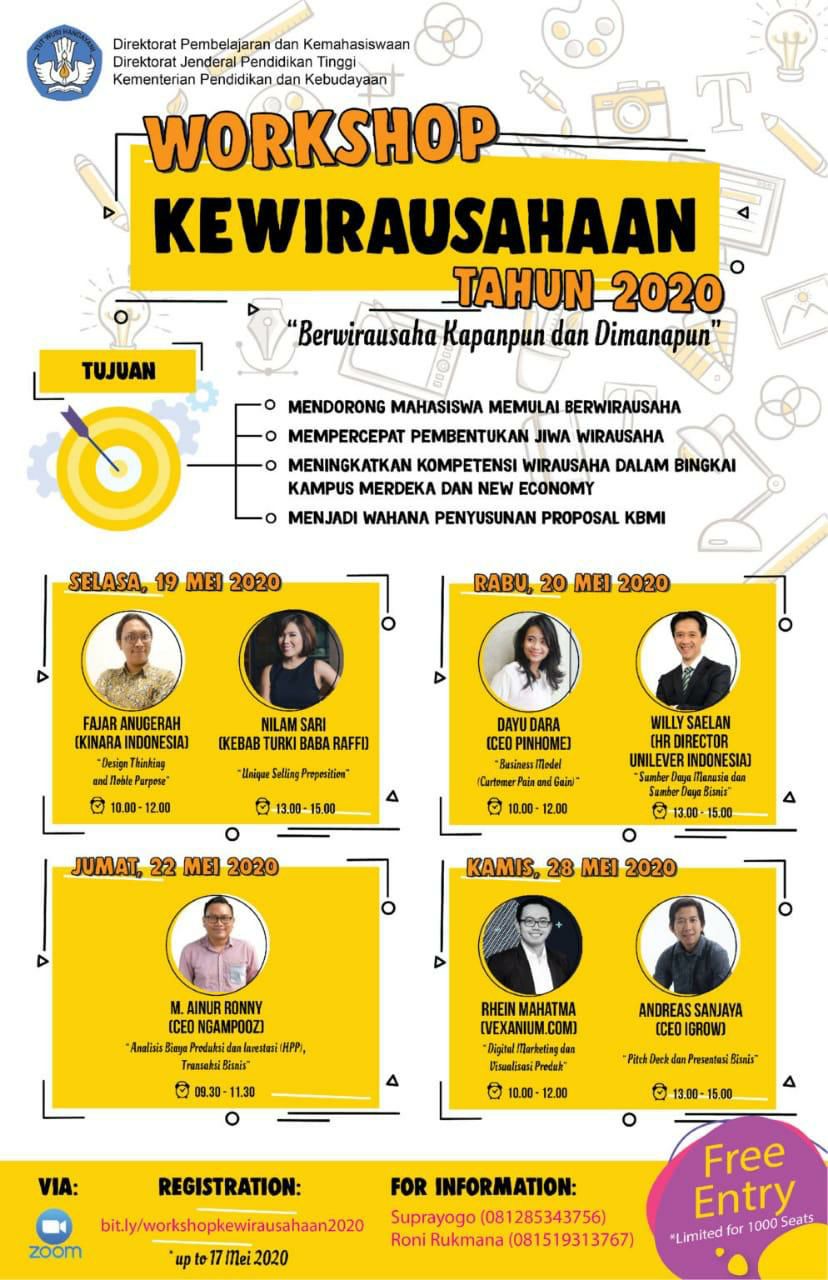 TUT WURI HANDAYANI
Direktorat Pembelajaran dan Kemahasiswaan
Direktorat Jenderal Pendidikan Tinggi
Kementerian Pendidikan dan Kebudayaan
WORKSHOP
KEWIRAUSAHAAN
TAHUN 2020
“Berwirausaha Kapanpun dan Dimanapun”
TUJUAN
MENDORONG MAHASISWA MEMULAI BERWIRAUSAHA
MEMPERCEPAT PEMBENTUKAN JIWA WIRAUSAHA
MENINGKATKAN KOMPETENSI WIRAUSAHA DALAM BINGKAI
KAMPUS MERDEKA DAN NEW ECONOMY
MENJADI WAHANA PENYUSUNAN PROPOSAL KBMI
SELASA, 19 MEI 2020
FAJAR ANUGERAH
(KINARA INDONESIA)
"Design Thinking
and Noble Purpose"
10.00 - 12.00
NILAM SARI
(KEBAB TURKI BABA RAFFI)
"Unique Selling Proposition"
13.00 - 15.00
RABU, 20 MEI 2020
DAYU DARA
(CEO PINHOME)
"Business Model
(Curtomer Pain and Gain)"
10.00 - 12.00
WILLY SAELAN
(HR DIRECTOR
UNILEVER INDONESIA)
"Sumber Daya Manusia dan
Sumber Daya Bisnis"
13.00 - 15.00
JUMAT, 22 MEI 2020
M. AINUR RONNY
(CEO NGAMPOOZ)
"Analisis Biaya Produksi dan Investasi (HPP),
Transaksi Bisnis"
09.30 - 11.30
KAMIS, 28 MEI 2020
RHEIN MAHATMA
(VEXANIUM.COM)
"Digital Marketing dan
Visualisasi Produk"
10.00 - 12.00
ANDREAS SANJAYA
(CEO IGROW)
"Pitch Deck dan Presentasi Bisnis"
13.00 - 15.00
VIA:
zoom
REGISTRATION:
bit.ly/workshopkewirausahaan2020
*up to 17 Mei 2020
FOR INFORMATION:
Suprayogo (081285343756)
Roni Rukmana (081519313767)
Free
Entry
*Limited for 1000 Seats